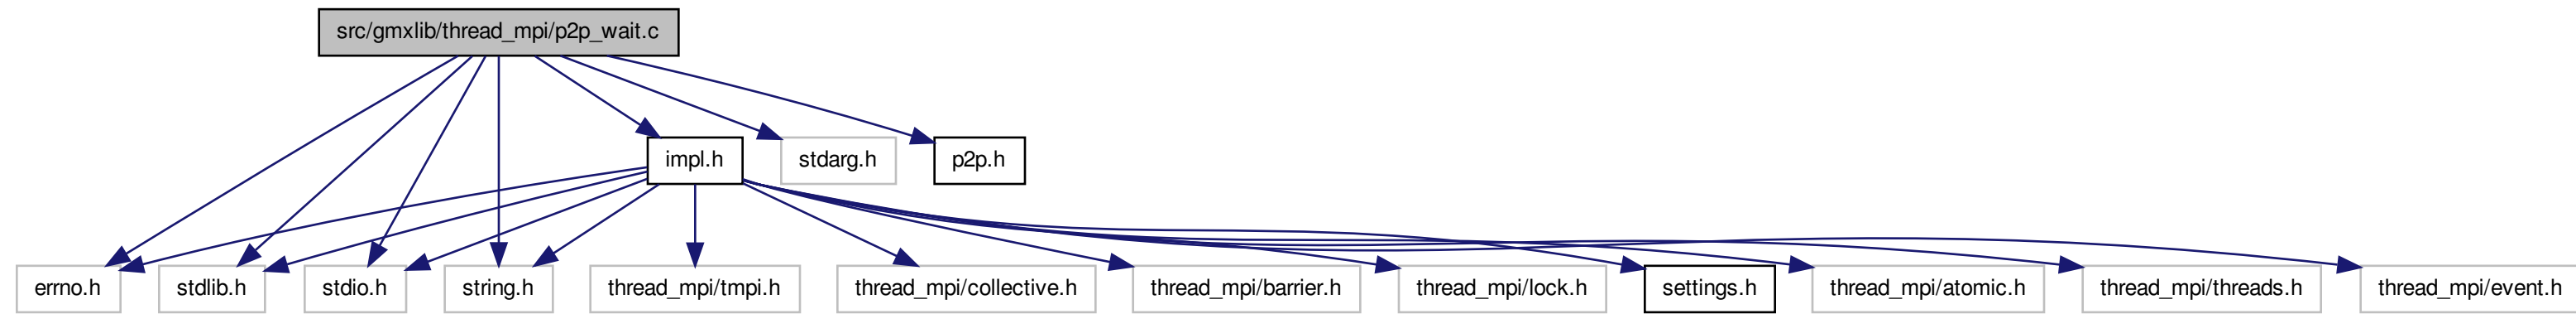 src/gmxlib/thread_mpi/p2p_wait.c
impl.h
stdarg.h
p2p.h
errno.h
stdlib.h
stdio.h
string.h
thread_mpi/tmpi.h
thread_mpi/collective.h
thread_mpi/barrier.h
thread_mpi/lock.h
settings.h
thread_mpi/atomic.h
thread_mpi/threads.h
thread_mpi/event.h